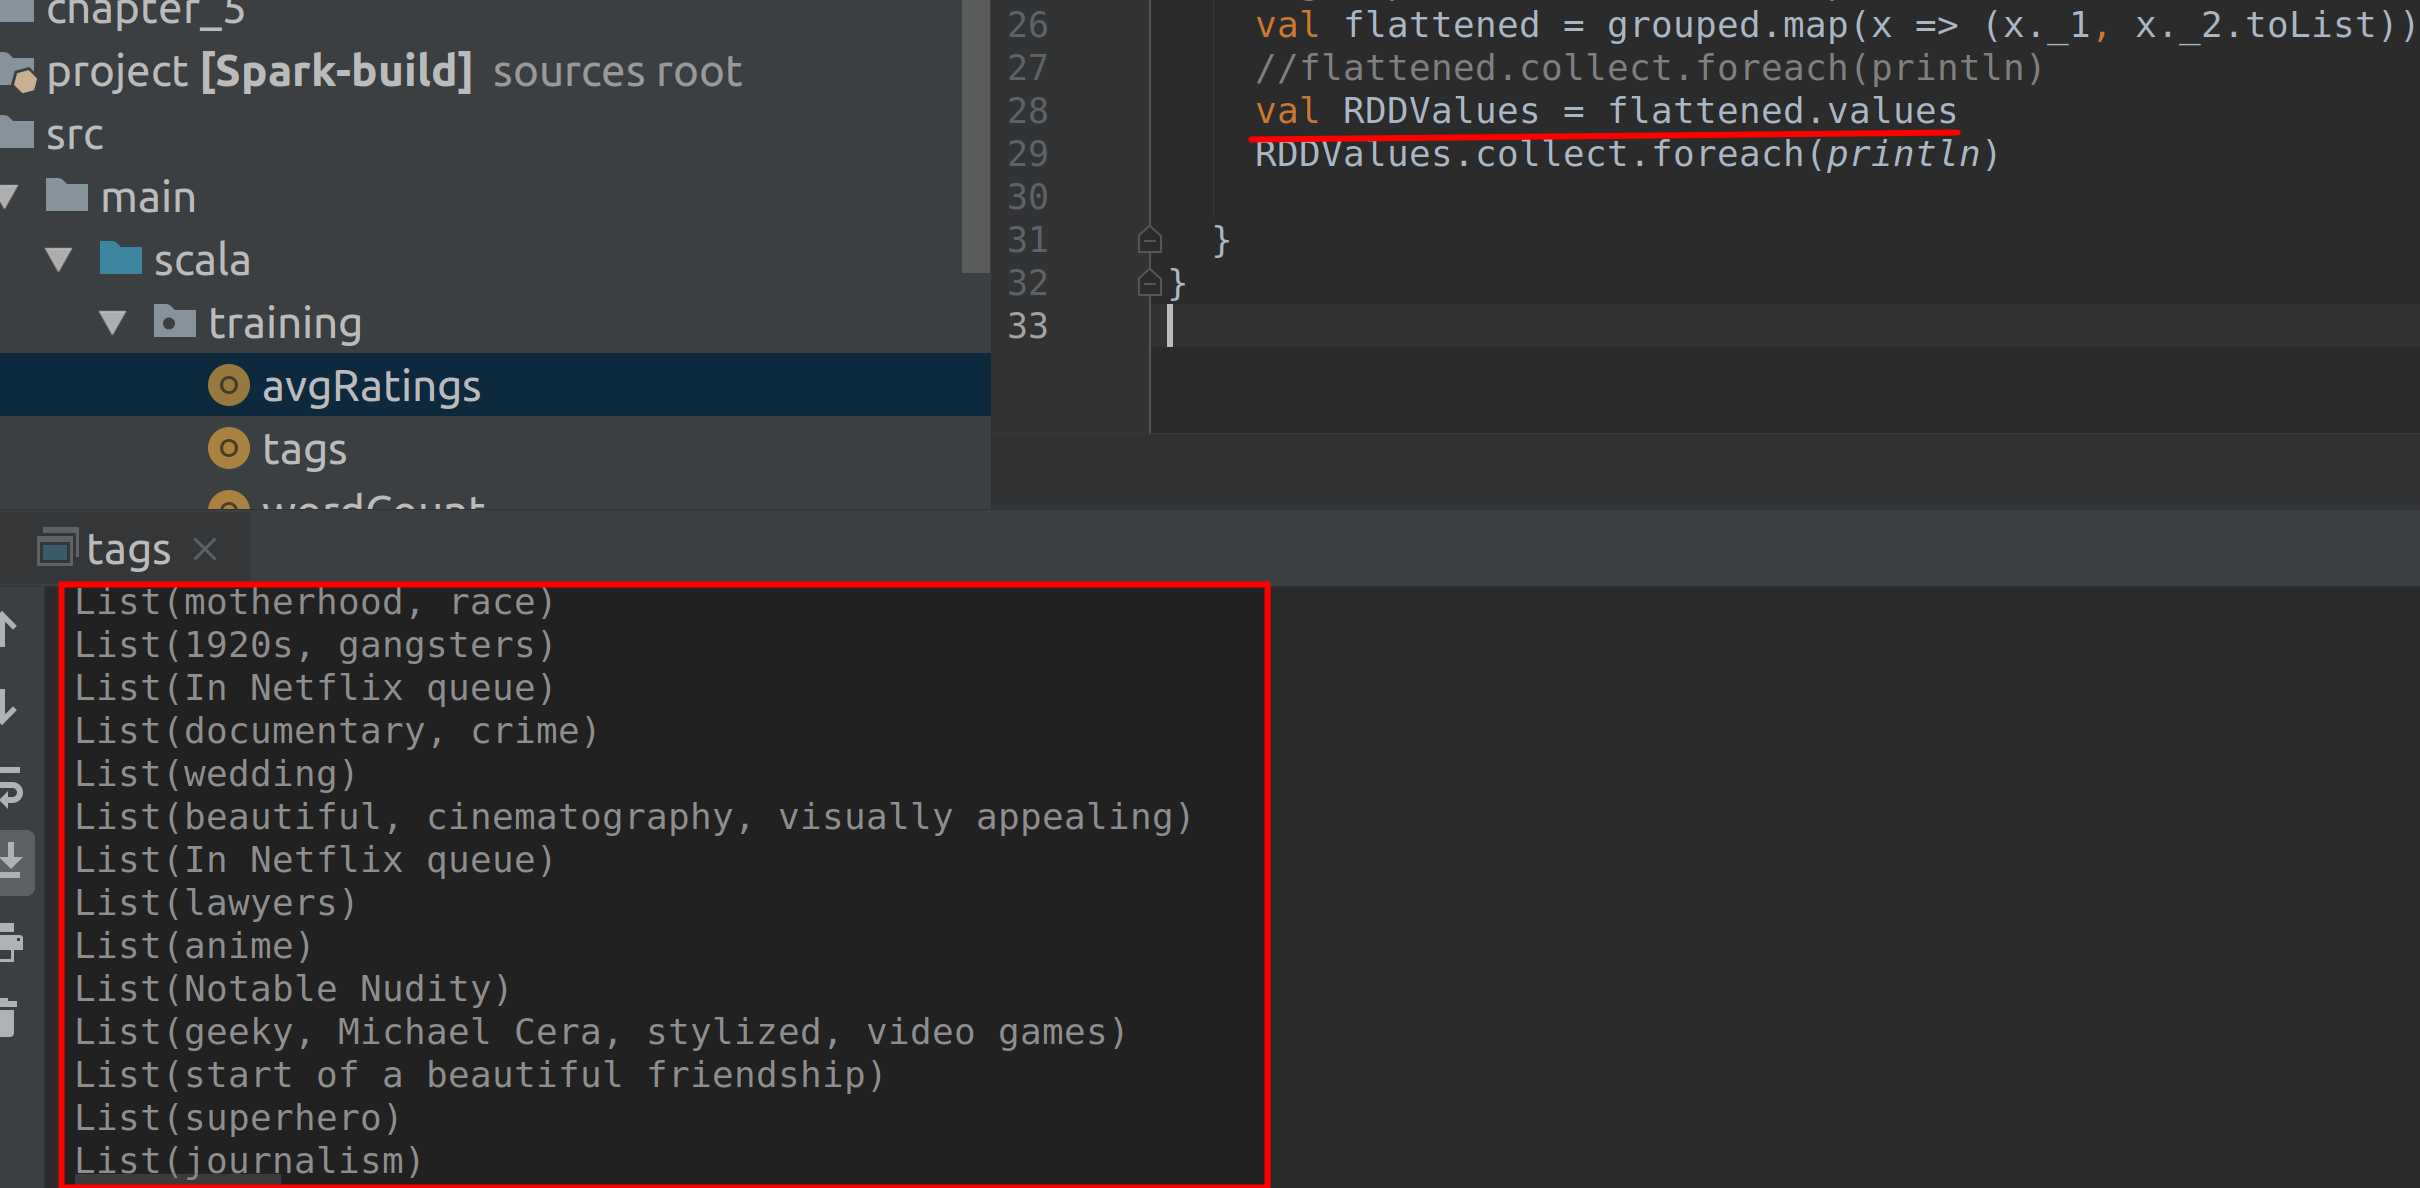 chapter_5
project [Spark-build] sources root
src
main
scala
training
avgRatings
tags
wordCount
26 val flattened = grouped.map(x => (x._1, x._2.toList))
27 //flattened.collect.foreach(println)
28 val RDDValues = flattened.values
29 RDDValues.collect.foreach(println)
30
31 }
32 }
33
tags
List(motherhood, race)
List(1920s, gangsters)
List(In Netflix queue)
List(documentary, crime)
List(wedding)
List(beautiful, cinematography, visually appealing)
List(In Netflix queue)
List(lawyers)
List(anime)
List(Notable Nudity)
List(geeky, Michael Cera, stylized, video games)
List(start of a beautiful friendship)
List(superhero)
List(journalism)